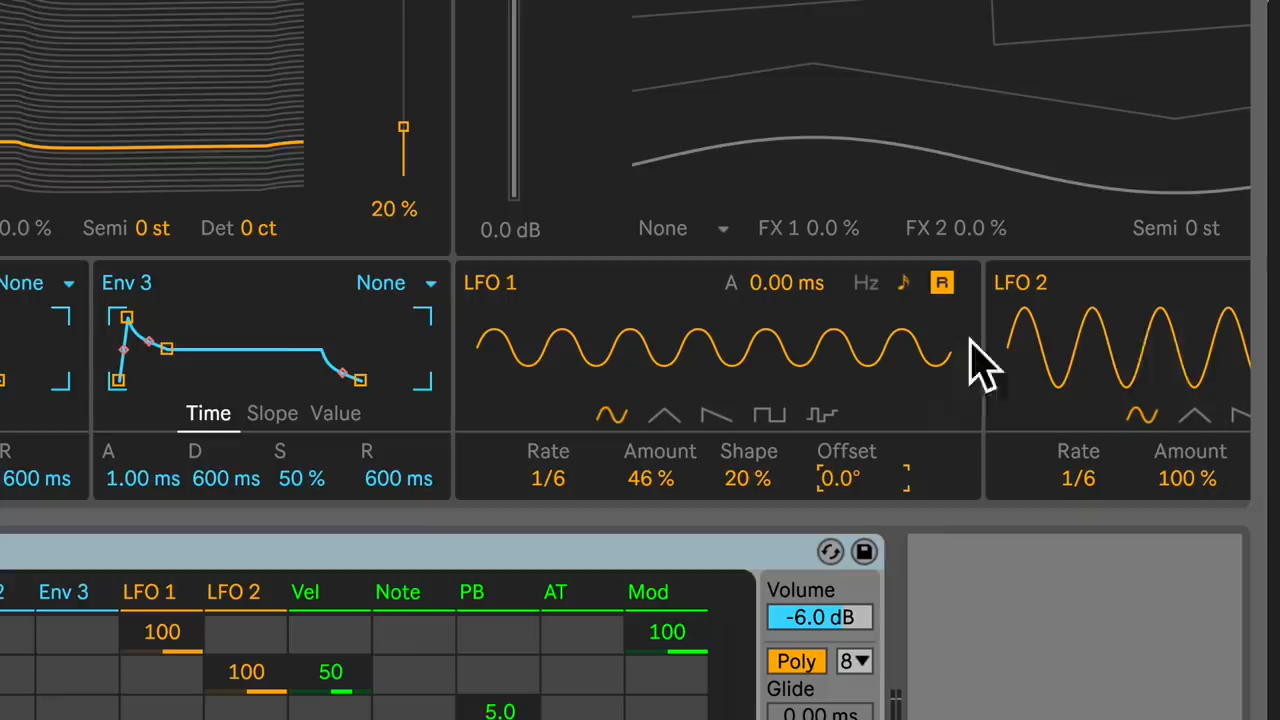 20 %
0.0 % Semi 0 st Det 0 ct
0.0 dB None FX 1 0.0 % FX 2 0.0 % Semi 0 st
None Env 3 None LFO 1 A 0.00 ms Hz R LFO 2
Time Slope Value
R A D S R Rate Amount Shape Offset Rate Amount
600 ms 1.00 ms 600 ms 50 % 600 ms 1/6 46 % 20 % 0.0° 1/6 100 %
2 Env 3 LFO 1 LFO 2 Vel Note PB AT Mod Volume
100 100 -6.0 dB
100 50 Poly 8
Glide
5.0 0.00 ms